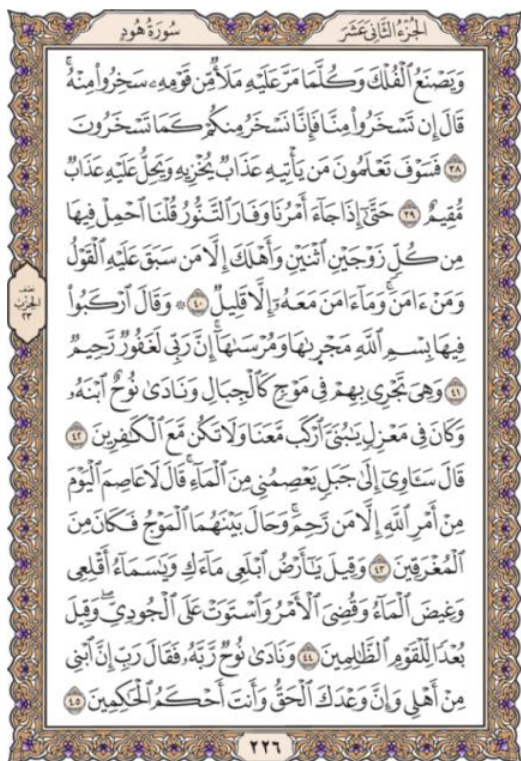 الجزء الثاني عشر
سورة هود
وَيَصْنَعُ ٱلْفُلْكَ وَكُلَّمَا مَرَّ عَلَيْهِ مَلَأٌ مِّن قَوْمِهِۦ سَخِرُوا۟ مِنْهُ ۚ
قَالَ إِن تَسْخَرُوا۟ مِنَّا فَإِنَّا نَسْخَرُ مِنكُمْ كَمَا تَسْخَرُونَ
٣٨ فَسَوْفَ تَعْلَمُونَ مَن يَأْتِيهِ عَذَابٌ يُخْزِيهِ وَيَحِلُّ عَلَيْهِ عَذَابٌ
مُّقِيمٌ ٣٩ حَتَّىٰٓ إِذَا جَآءَ أَمْرُنَا وَفَارَ ٱلتَّنُّورُ قُلْنَا ٱحْمِلْ فِيهَا
مِن كُلٍّ زَوْجَيْنِ ٱثْنَيْنِ وَأَهْلَكَ إِلَّا مَن سَبَقَ عَلَيْهِ ٱلْقَوْلُ
وَمَنْ ءَامَنَ ۚ وَمَآ ءَامَنَ مَعَهُۥٓ إِلَّا قَلِيلٌ ٤٠ ۞ وَقَالَ ٱرْكَبُوا۟
فِيهَا بِسْمِ ٱللَّهِ مَجْر۪ىٰهَا وَمُرْسَىٰهَآ ۚ إِنَّ رَبِّى لَغَفُورٌ رَّحِيمٌ
٤١ وَهِىَ تَجْرِى بِهِمْ فِى مَوْجٍ كَٱلْجِبَالِ وَنَادَىٰ نُوحٌ ٱبْنَهُۥ
وَكَانَ فِى مَعْزِلٍ يَٰبُنَىَّ ٱرْكَب مَّعَنَا وَلَا تَكُن مَّعَ ٱلْكَٰفِرِينَ ٤٢
قَالَ سَـَٔاوِىٓ إِلَىٰ جَبَلٍ يَعْصِمُنِى مِنَ ٱلْمَآءِ ۚ قَالَ لَا عَاصِمَ ٱلْيَوْمَ
مِنْ أَمْرِ ٱللَّهِ إِلَّا مَن رَّحِمَ ۚ وَحَالَ بَيْنَهُمَا ٱلْمَوْجُ فَكَانَ مِنَ
ٱلْمُغْرَقِينَ ٤٣ وَقِيلَ يَٰٓأَرْضُ ٱبْلَعِى مَآءَكِ وَيَٰسَمَآءُ أَقْلِعِى
وَغِيضَ ٱلْمَآءُ وَقُضِىَ ٱلْأَمْرُ وَٱسْتَوَتْ عَلَى ٱلْجُودِىِّ ۖ وَقِيلَ
بُعْدًا لِّلْقَوْمِ ٱلظَّٰلِمِينَ ٤٤ وَنَادَىٰ نُوحٌ رَّبَّهُۥ فَقَالَ رَبِّ إِنَّ ٱبْنِى
مِنْ أَهْلِى وَإِنَّ وَعْدَكَ ٱلْحَقُّ وَأَنتَ أَحْكَمُ ٱلْحَٰكِمِينَ ٤٥
نصف
الحزب
٢٣
٢٢٦